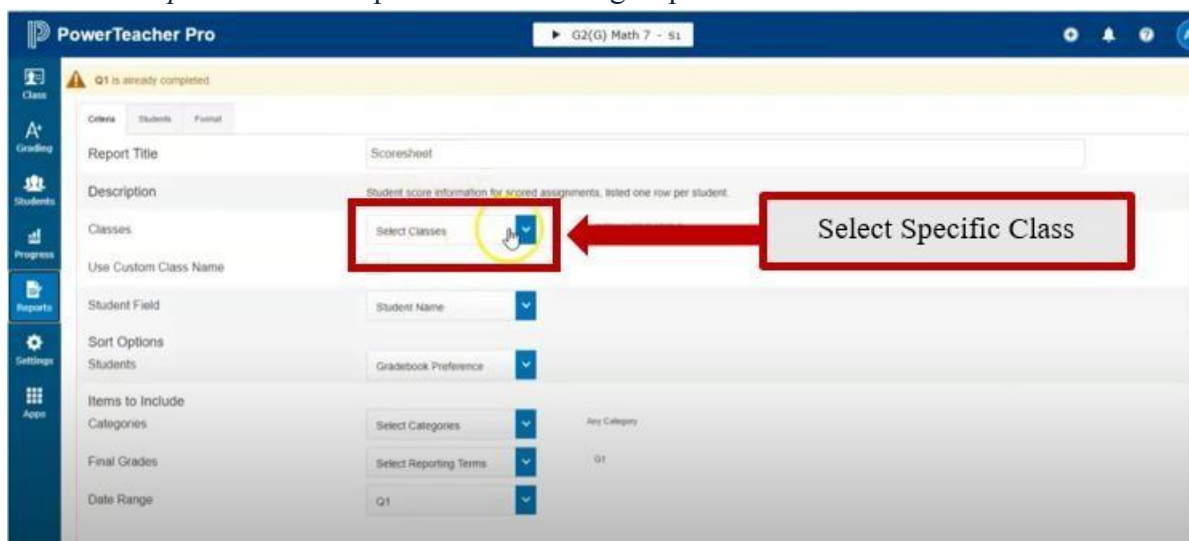 PowerTeacher Pro
G2(G) Math 7 - S1
Class
Grading
Students
Progress
Reports
Settings
Apps
Q1 is already completed.
Criteria Students Format
Report Title Scoresheet
Description Student score information for scored assignments, listed one row per student.
Classes Select Classes
Select Specific Class
Use Custom Class Name
Student Field Student Name
Sort Options
Students Gradebook Preference
Items to Include
Categories Select Categories Any Category
Final Grades Select Reporting Terms Q1
Date Range Q1